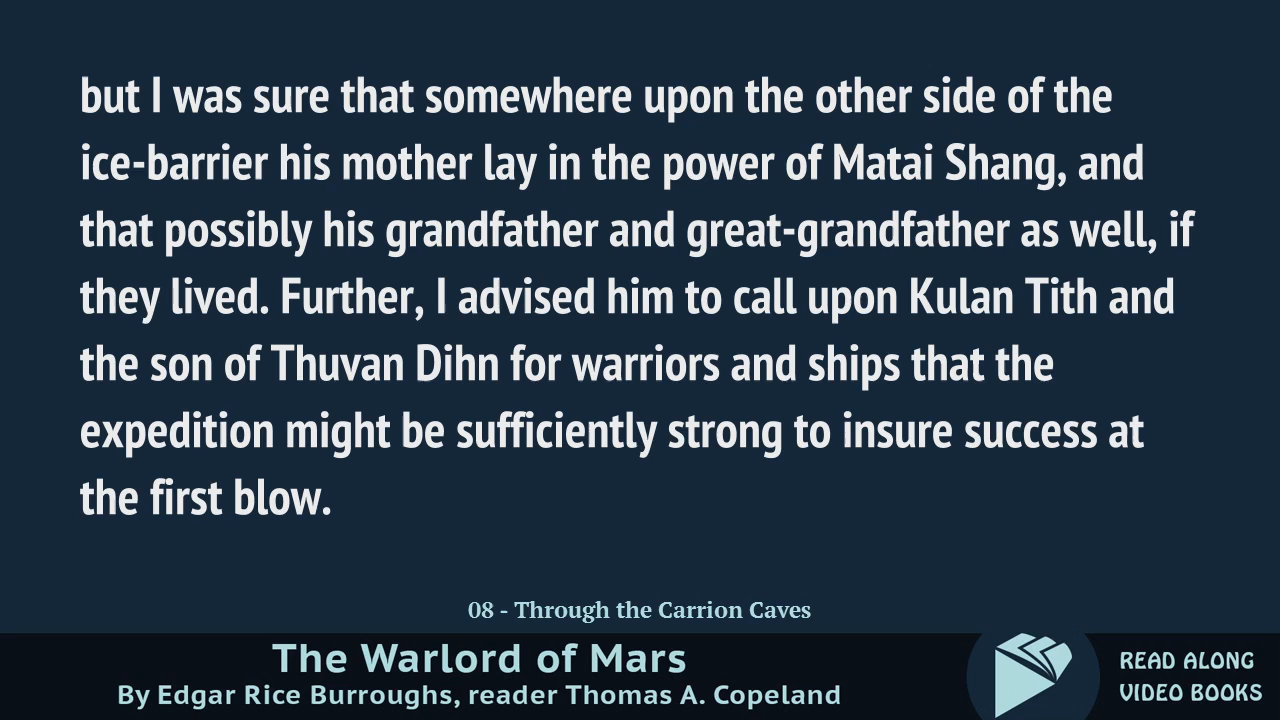 but I was sure that somewhere upon the other side of the
ice-barrier his mother lay in the power of Matai Shang, and
that possibly his grandfather and great-grandfather as well, if
they lived. Further, I advised him to call upon Kulan Tith and
the son of Thuvan Dihn for warriors and ships that the
expedition might be sufficiently strong to insure success at
the first blow.
08 - Through the Carrion Caves
The Warlord of Mars
By Edgar Rice Burroughs, reader Thomas A. Copeland
READ ALONG
VIDEO BOOKS